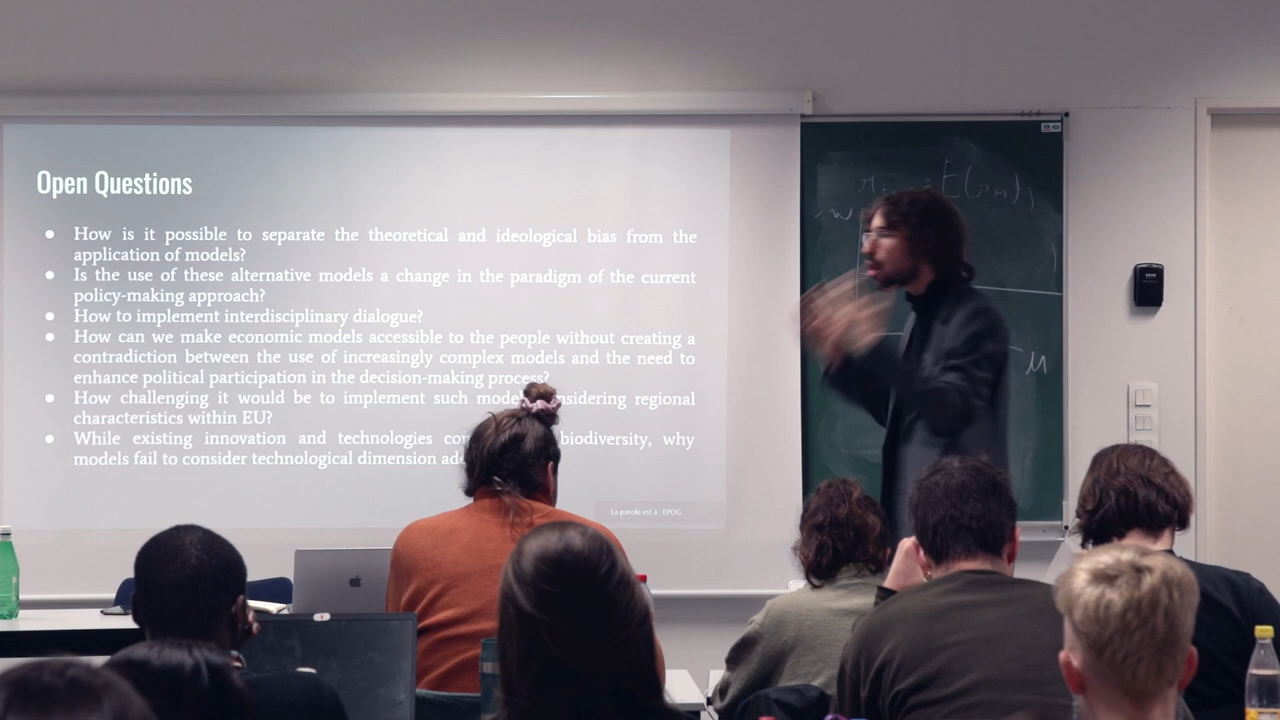 Open Questions
● How is it possible to separate the theoretical and ideological bias from the
application of models?
● Is the use of these alternative models a change in the paradigm of the current
policy-making approach?
● How to implement interdisciplinary dialogue?
● How can we make economic models accessible to the people without creating a
contradiction between the use of increasingly complex models and the need to
enhance political participation in the decision-making process?
● How challenging it would be to implement such
regional
characteristics within EU?
● While existing innovation and technologies
biodiversity, why
models fail to consider technological dimension
La parole est à : EPOG